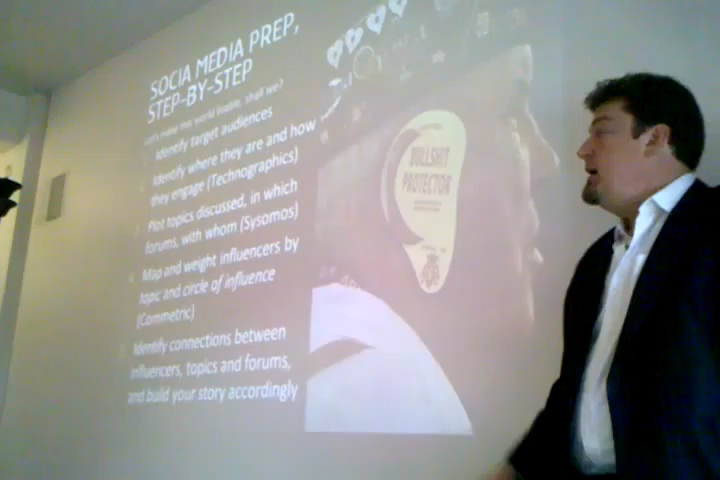 SOCIA MEDIA PREP,
STEP-BY-STEP
Let's make this world livable, shall we?
Identify target audiences
Identify where they are and how
they engage (Technographics)
Plot topics discussed, in which
forums, with whom (Sysomos)
Map and weight influencers by
topic and circle of influence
(Commetric)
Identify connections between
influencers, topics and forums,
and build your story accordingly
BULLSHIT
PROTECTOR